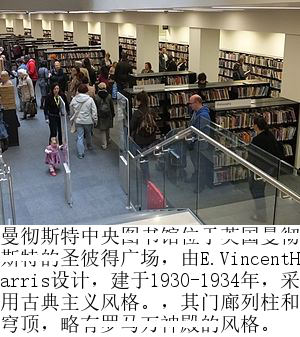 曼彻斯特中央图书馆位于英国曼彻
斯特的圣彼得广场，由E.VincentH
arris设计，建于1930-1934年，采
用古典主义风格。，其门廊列柱和
穹顶，略有罗马万神殿的风格。